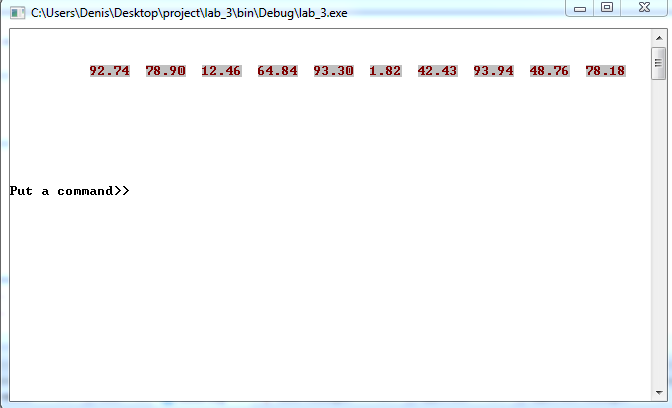 C:\Users\Denis\Desktop\project\lab_3\bin\Debug\lab_3.exe
92.74 78.90 12.46 64.84 93.30 1.82 42.43 93.94 48.76 78.18
Put a command>>